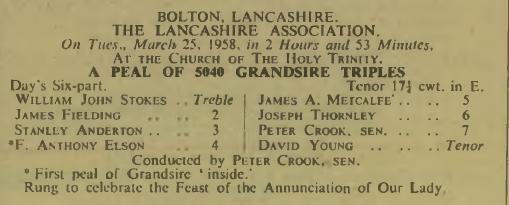 BOLTON, LANCASHIRE.
THE LANCASHIRE ASSOCIATION.
On Tues., March 25, 1958, in 2 Hours and 53 Minutes,
AT THE CHURCH OF THE HOLY TRINITY.
A PEAL OF 5040 GRANDSIRE TRIPLES
Day's Six-part. Tenor 17¼ cwt. in E.
WILLIAM JOHN STOKES .. Treble
JAMES FIELDING .. .. 2
STANLEY ANDERTON .. .. 3
*F. ANTHONY ELSON .. 4
JAMES A. METCALFE .. .. 5
JOSEPH THORNLEY .. .. 6
PETER CROOK, SEN. .. .. 7
DAVID YOUNG .. .. .. Tenor
Conducted by PETER CROOK, SEN.
* First peal of Grandsire 'inside.'
Rung to celebrate the Feast of the Annunciation of Our Lady.